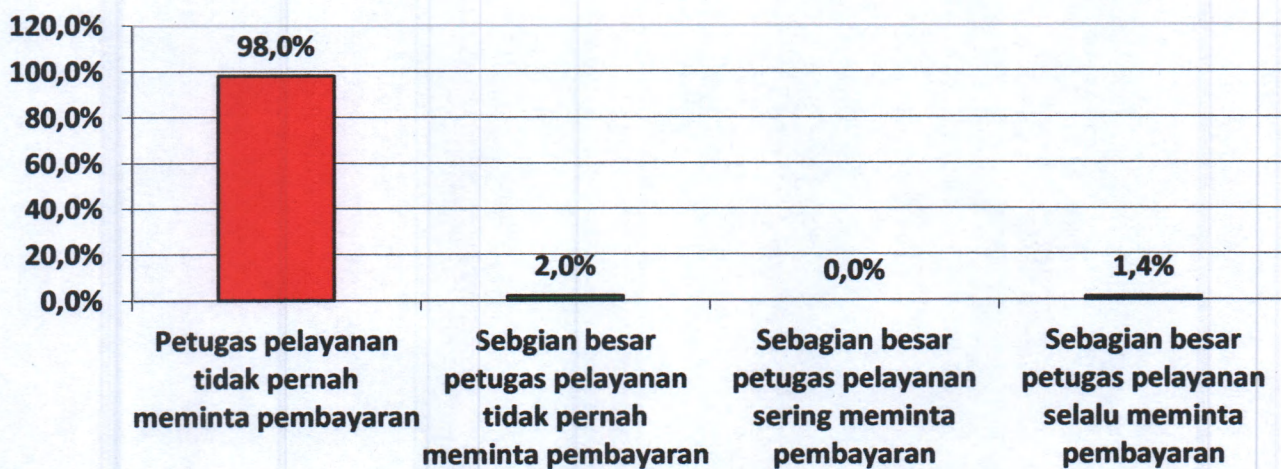 120,0%
100,0%
80,0%
60,0%
40,0%
20,0%
0,0%
98,0%
2,0%
0,0%
1,4%
Petugas pelayanan
tidak pernah
meminta pembayaran
Sebgian besar
petugas pelayanan
tidak pernah
meminta pembayaran
Sebagian besar
petugas pelayanan
sering meminta
pembayaran
Sebagian besar
petugas pelayanan
selalu meminta
pembayaran